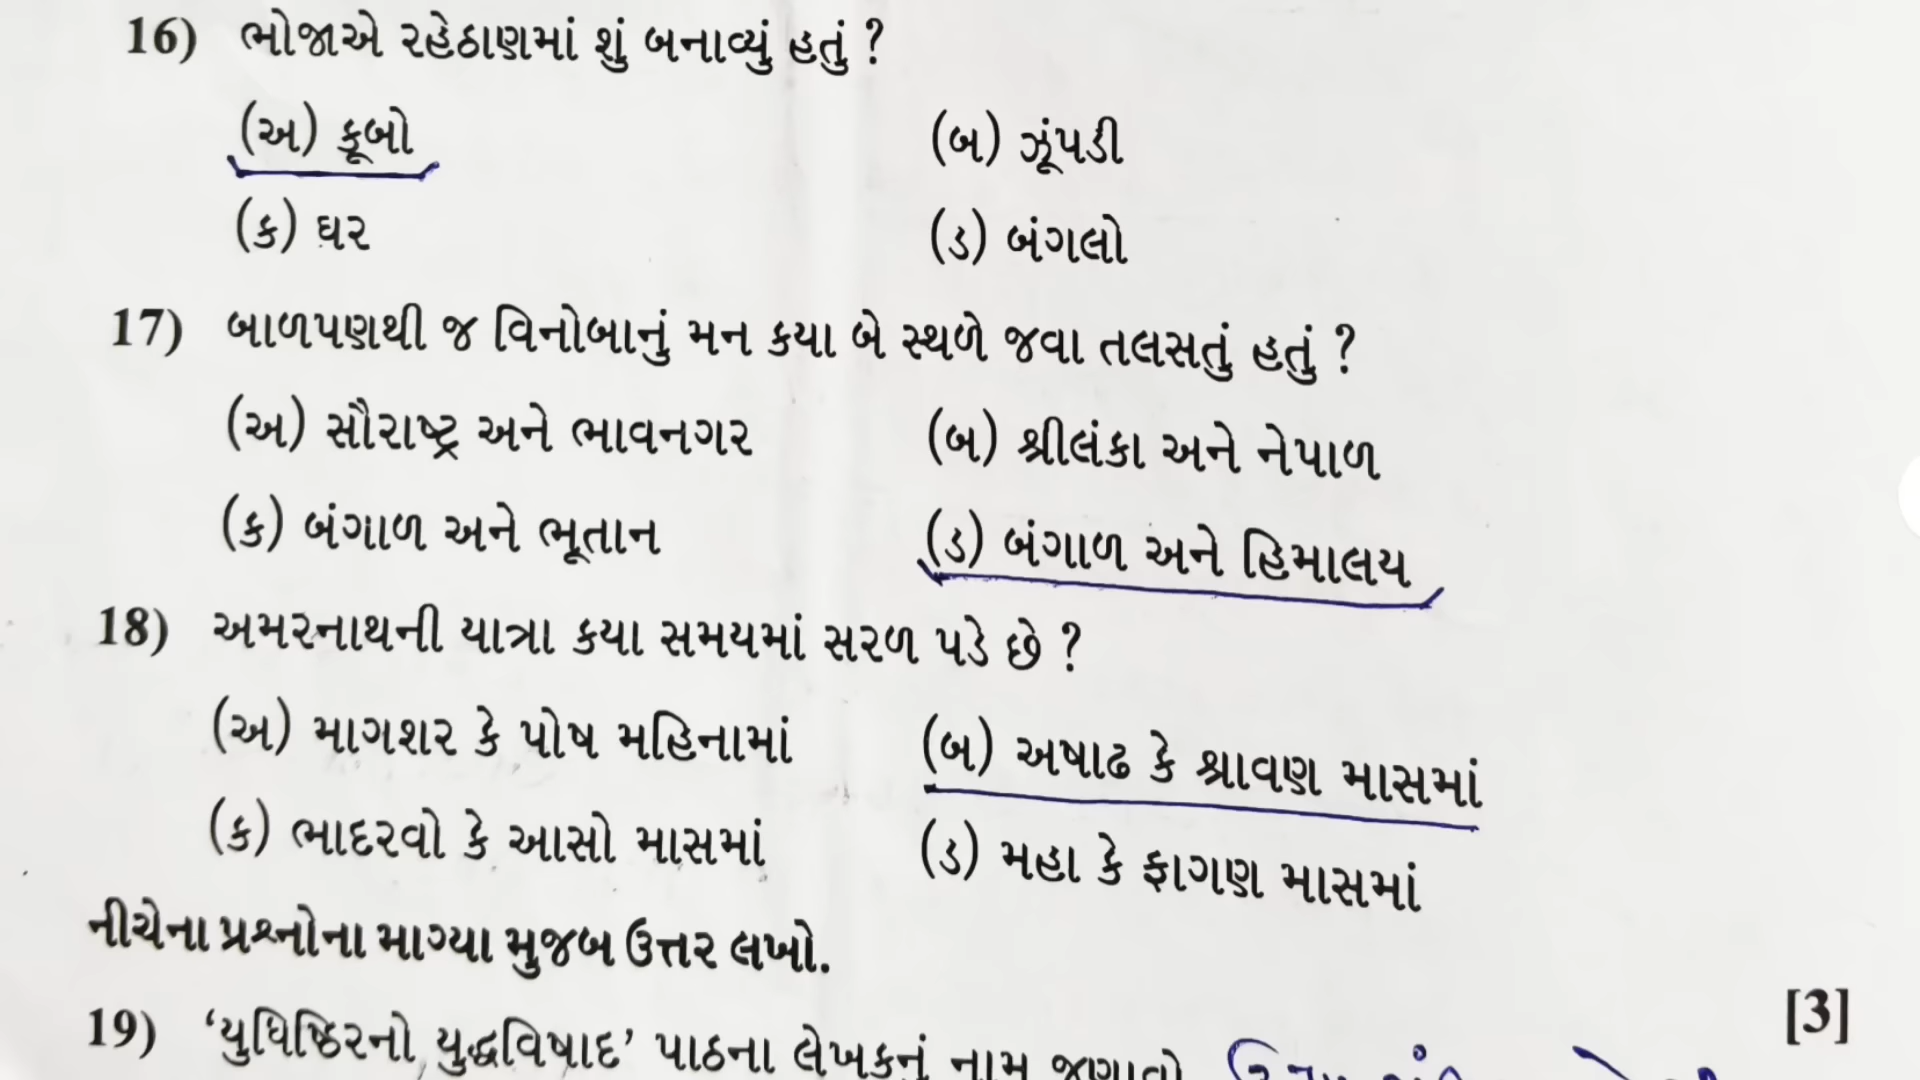 16) ભોજાએ રહેઠાણમાં શું બનાવ્યું હતું ?
(અ) કૂબો (બ) ઝૂંપડી
(ક) ઘર (ડ) બંગલો
17) બાળપણથી જ વિનોબાનું મન કયા બે સ્થળે જવા તલસતું હતું ?
(અ) સૌરાષ્ટ્ર અને ભાવનગર (બ) શ્રીલંકા અને નેપાળ
(ક) બંગાળ અને ભૂતાન (ડ) બંગાળ અને હિમાલય
18) અમરનાથની યાત્રા કયા સમયમાં સરળ પડે છે ?
(અ) માગશર કે પોષ મહિનામાં (બ) અષાઢ કે શ્રાવણ માસમાં
(ક) ભાદરવો કે આસો માસમાં (ડ) મહા કે ફાગણ માસમાં
નીચેના પ્રશ્નોના માગ્યા મુજબ ઉત્તર લખો.
[3]
19) ‘યુધિષ્ઠિરનો યુદ્ધવિષાદ’ પાઠના લેખકનું નામ જણાવો